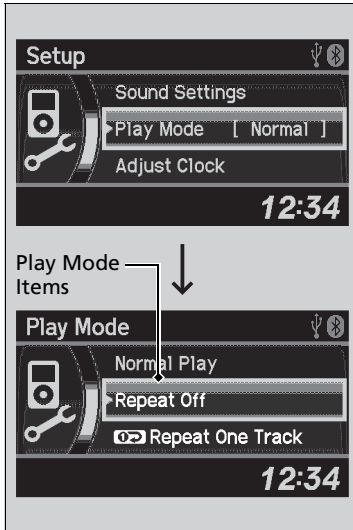 Setup
Sound Settings
Play Mode [ Normal ]
Adjust Clock
12:34
Play Mode
Items
Play Mode
Normal Play
Repeat Off
Repeat One Track
12:34